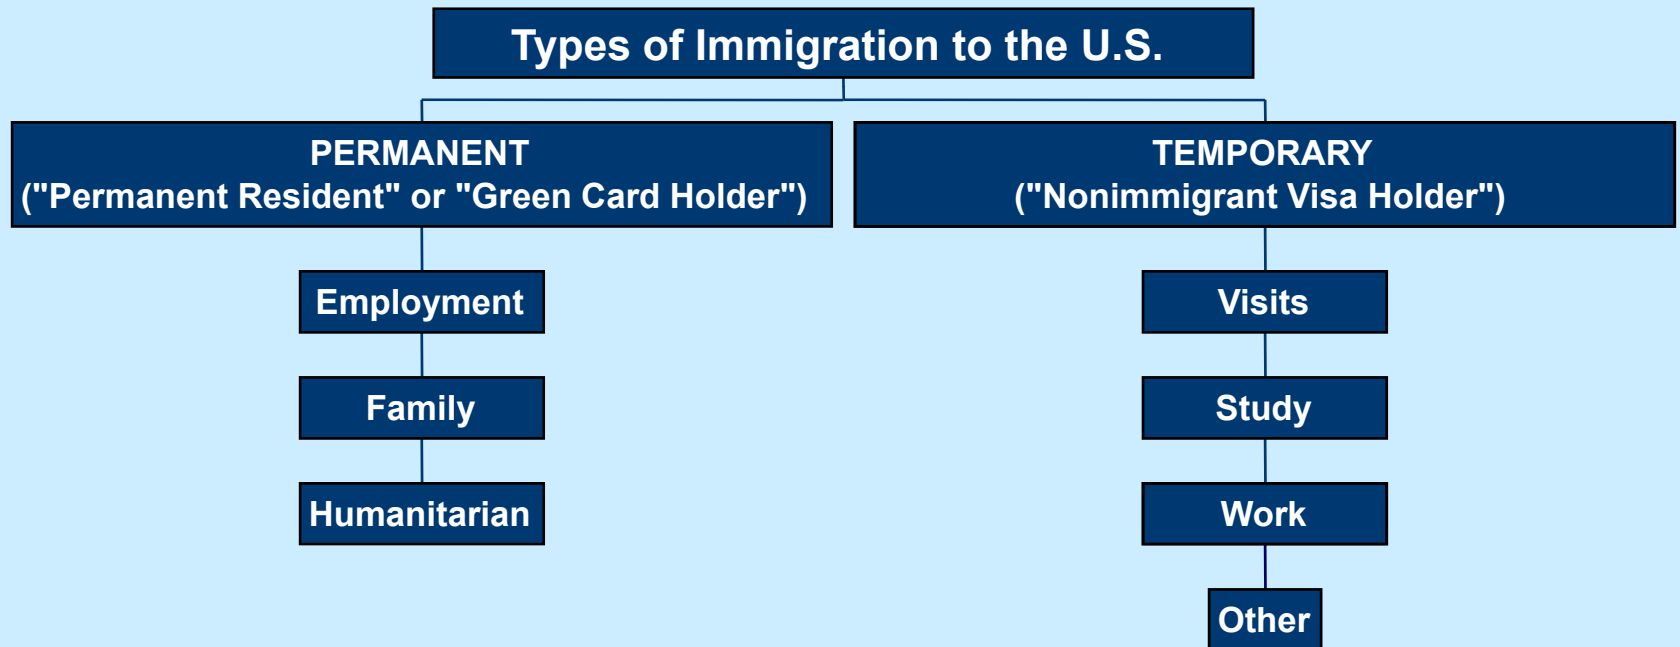 Types of Immigration to the U.S.
PERMANENT
("Permanent Resident" or "Green Card Holder")
TEMPORARY
("Nonimmigrant Visa Holder")
Employment
Family
Humanitarian
Visits
Study
Work
Other